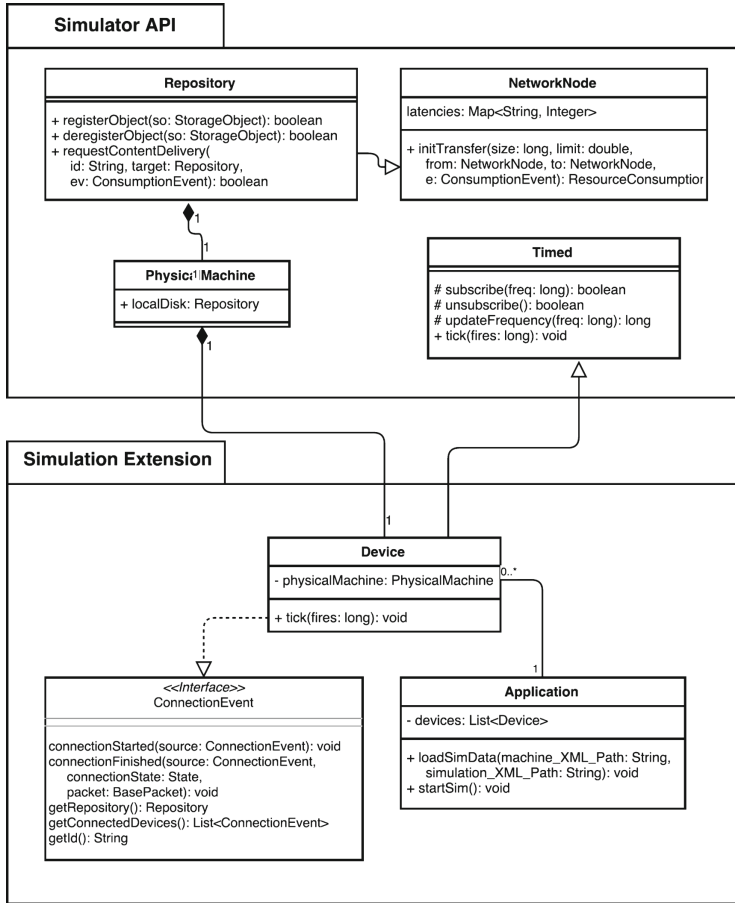 Simulator API
Repository
+ registerObject(so: StorageObject): boolean
+ deregisterObject(so: StorageObject): boolean
+ requestContentDelivery(
id: String, target: Repository,
ev: ConsumptionEvent): boolean
NetworkNode
latencies: Map<String, Integer>
+ initTransfer(size: long, limit: double,
from: NetworkNode, to: NetworkNode,
e: ConsumptionEvent): ResourceConsumption
1
1
Physical Machine
1
+ localDisk: Repository
1
Timed
# subscribe(freq: long): boolean
# unsubscribe(): boolean
# updateFrequency(freq: long): long
+ tick(fires: long): void
Simulation Extension
1
Device
- physicalMachine: PhysicalMachine
+ tick(fires: long): void
0..*
1
<<Interface>>
ConnectionEvent
connectionStarted(source: ConnectionEvent): void
connectionFinished(source: ConnectionEvent,
connectionState: State,
packet: BasePacket): void
getRepository(): Repository
getConnectedDevices(): List<ConnectionEvent>
getId(): String
Application
- devices: List<Device>
+ loadSimData(machine_XML_Path: String,
simulation_XML_Path: String): void
+ startSim(): void